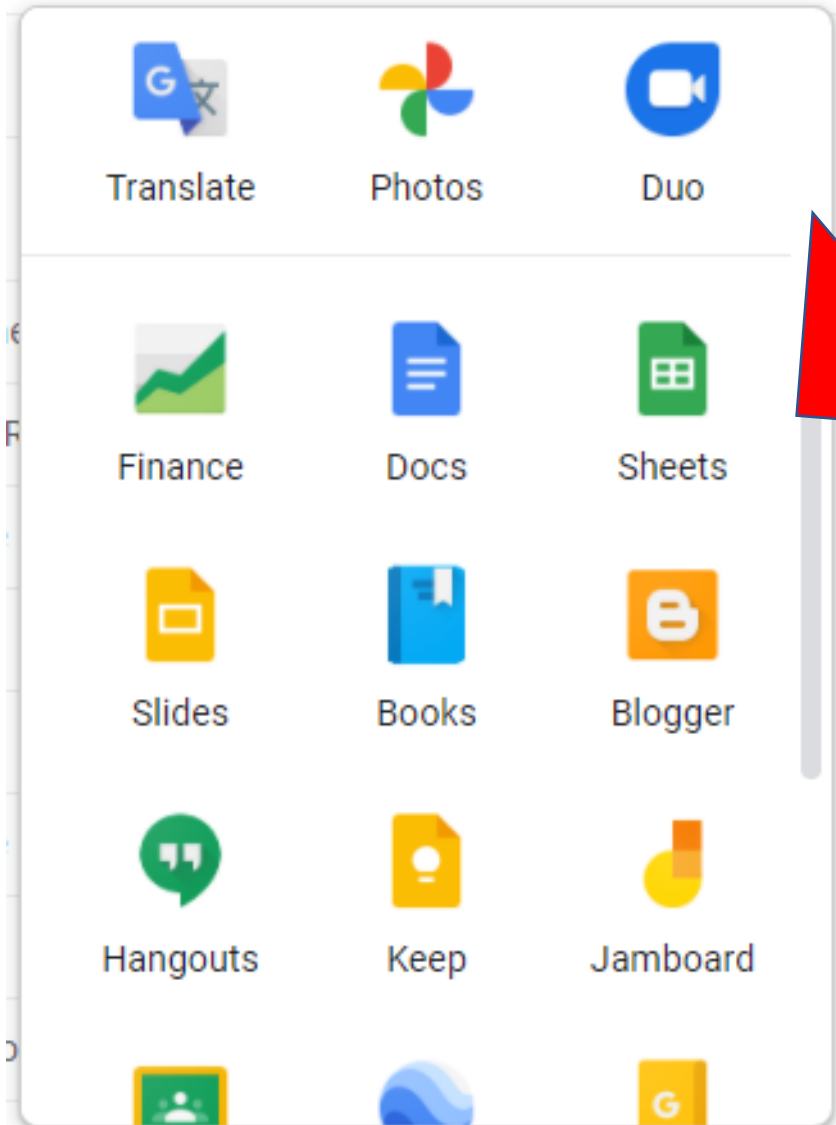 Translate Photos Duo
Finance Docs Sheets
Slides Books Blogger
Hangouts Keep Jamboard